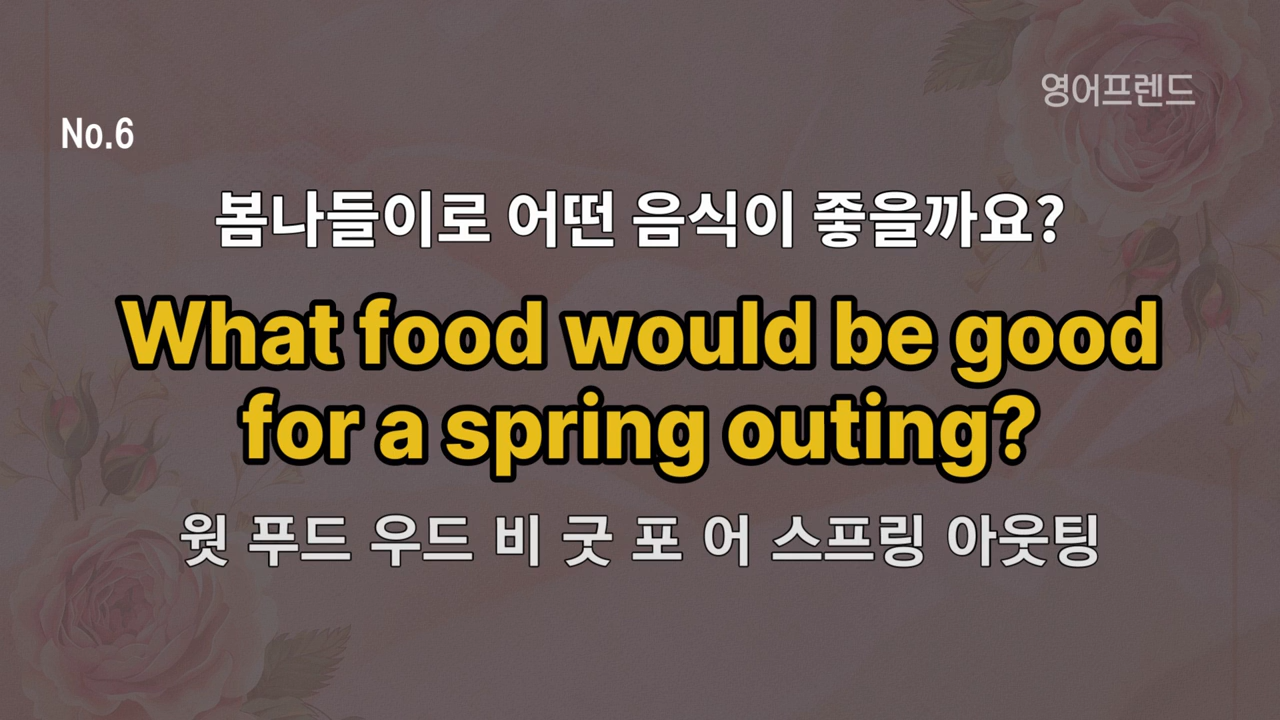 영어프렌드
No.6
봄나들이로 어떤 음식이 좋을까요?
What food would be good
for a spring outing?
웟 푸드 우드 비 굿 포 어 스프링 아웃팅